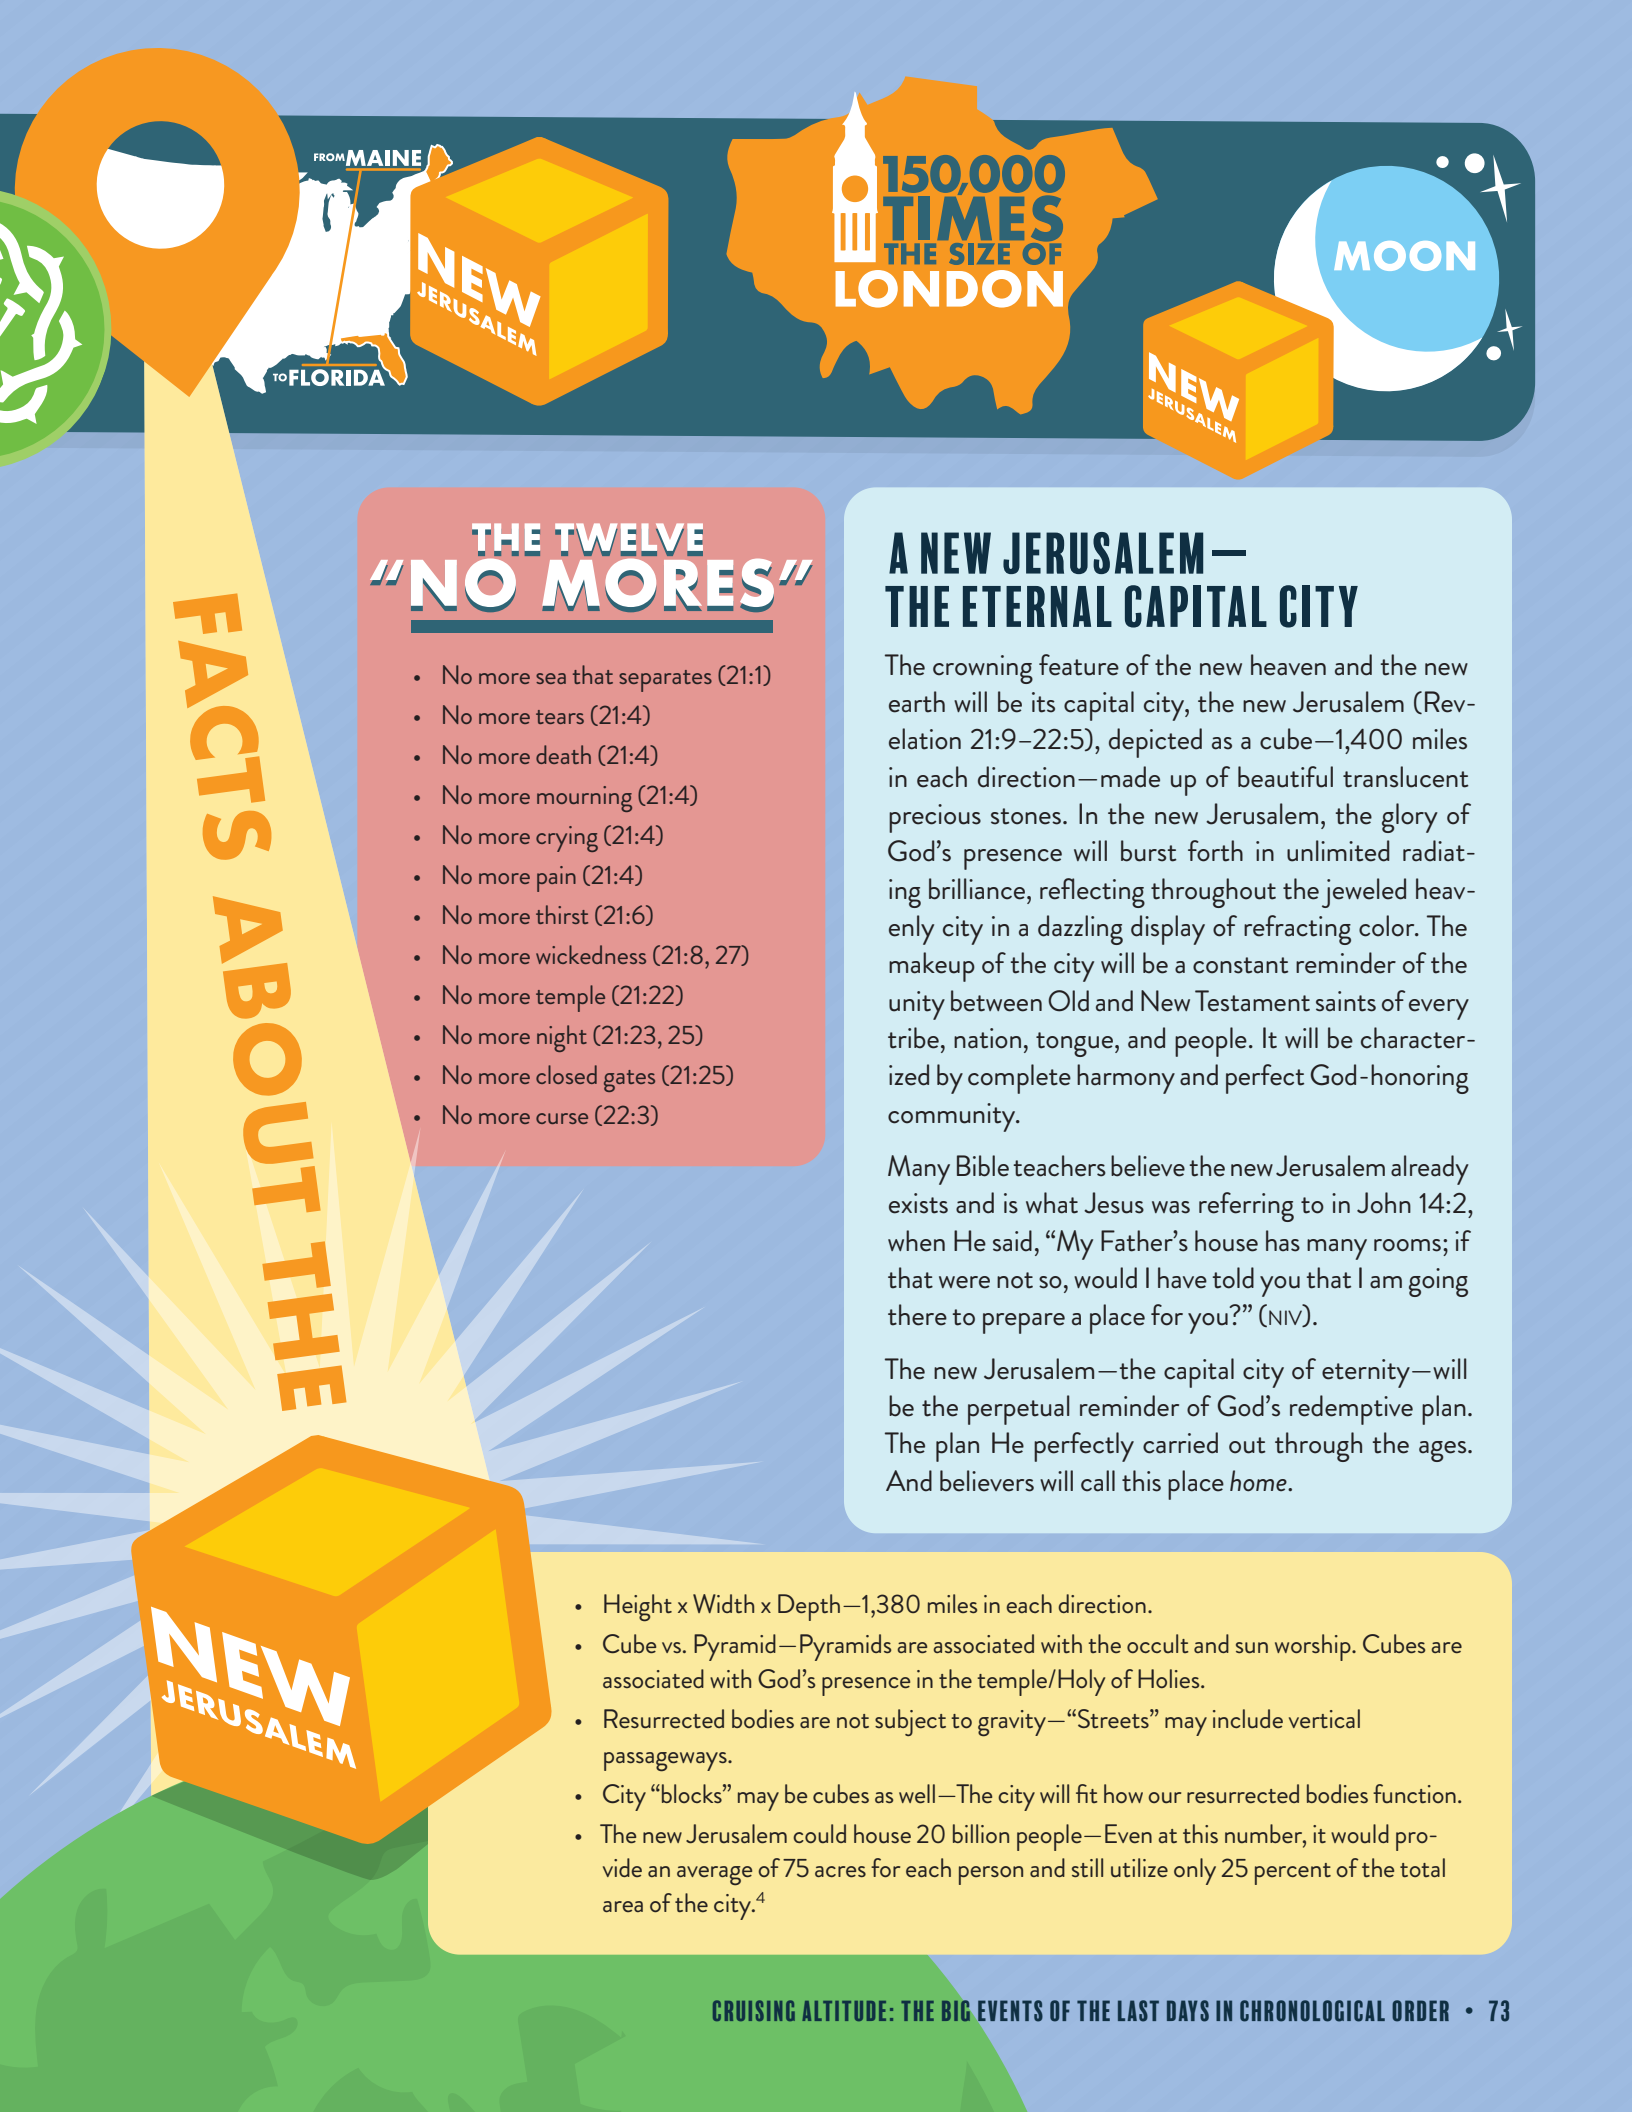 FROM MAINE
TO FLORIDA
NEW
JERUSALEM
150,000
TIMES
THE SIZE OF
LONDON
MOON
NEW
JERUSALEM
THE TWELVE
“NO MORES”
• No more sea that separates (21:1)
• No more tears (21:4)
• No more death (21:4)
• No more mourning (21:4)
• No more crying (21:4)
• No more pain (21:4)
• No more thirst (21:6)
• No more wickedness (21:8, 27)
• No more temple (21:22)
• No more night (21:23, 25)
• No more closed gates (21:25)
• No more curse (22:3)
A NEW JERUSALEM—
THE ETERNAL CAPITAL CITY
The crowning feature of the new heaven and the new
earth will be its capital city, the new Jerusalem (Rev-
elation 21:9–22:5), depicted as a cube—1,400 miles
in each direction—made up of beautiful translucent
precious stones. In the new Jerusalem, the glory of
God’s presence will burst forth in unlimited radiat-
ing brilliance, reflecting throughout the jeweled heav-
enly city in a dazzling display of refracting color. The
makeup of the city will be a constant reminder of the
unity between Old and New Testament saints of every
tribe, nation, tongue, and people. It will be character-
ized by complete harmony and perfect God-honoring
community.
Many Bible teachers believe the new Jerusalem already
exists and is what Jesus was referring to in John 14:2,
when He said, “My Father’s house has many rooms; if
that were not so, would I have told you that I am going
there to prepare a place for you?” (NIV).
The new Jerusalem—the capital city of eternity—will
be the perpetual reminder of God’s redemptive plan.
The plan He perfectly carried out through the ages.
And believers will call this place home.
FACTS ABOUT THE
NEW
JERUSALEM
• Height x Width x Depth—1,380 miles in each direction.
• Cube vs. Pyramid—Pyramids are associated with the occult and sun worship. Cubes are
associated with God’s presence in the temple/Holy of Holies.
• Resurrected bodies are not subject to gravity—“Streets” may include vertical
passageways.
• City “blocks” may be cubes as well—The city will fit how our resurrected bodies function.
• The new Jerusalem could house 20 billion people—Even at this number, it would pro-
vide an average of 75 acres for each person and still utilize only 25 percent of the total
area of the city.4
CRUISING ALTITUDE: THE BIG EVENTS OF THE LAST DAYS IN CHRONOLOGICAL ORDER • 73